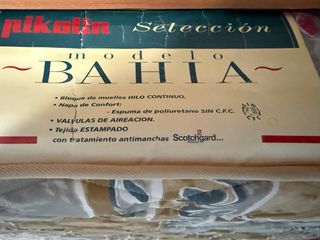 pikolin Selección
modelo
~ BAHIA ~
• Bloque de muelles HILO CONTINUO.
• Napa de Confort:
- Espuma de poliuretano SIN C.F.C.
• VALVULAS DE AIREACION.
• Tejido ESTAMPADO
con tratamiento antimanchas Scotchgard...